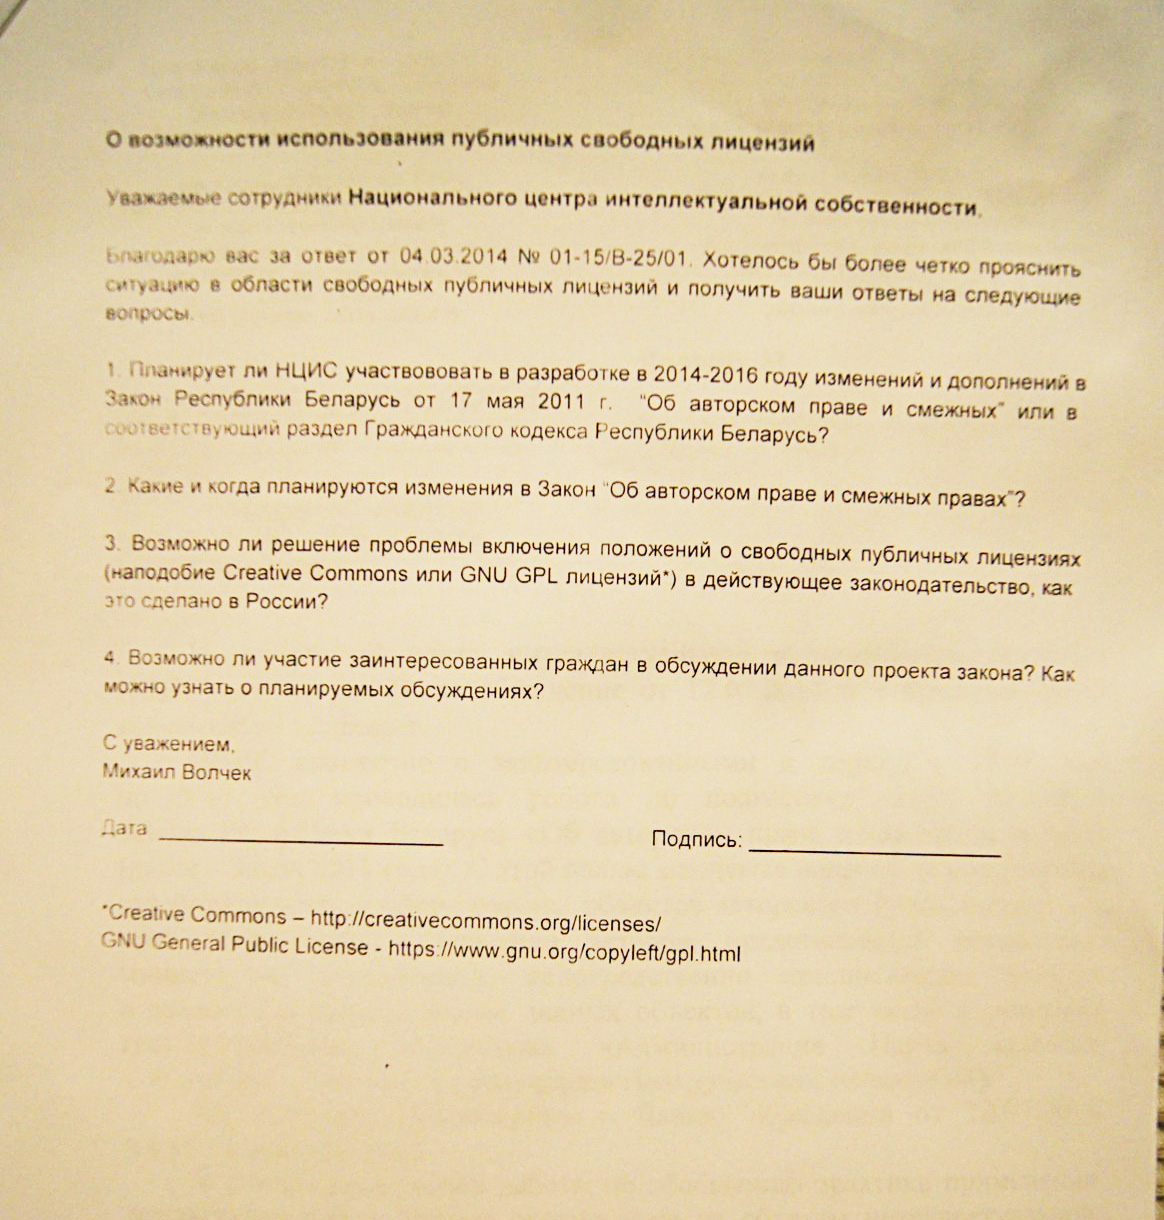 О возможности использования публичных свободных лицензий
Уважаемые сотрудники Национального центра интеллектуальной собственности,
Благодарю вас за ответ от 04.03.2014 № 01-15/В-25/01. Хотелось бы более четко прояснить
ситуацию в области свободных публичных лицензий и получить ваши ответы на следующие
вопросы.
1. Планирует ли НЦИС участвововать в разработке в 2014-2016 году изменений и дополнений в
Закон Республики Беларусь от 17 мая 2011 г. “Об авторском праве и смежных” или в
соответствующий раздел Гражданского кодекса Республики Беларусь?
2. Какие и когда планируются изменения в Закон “Об авторском праве и смежных правах”?
3. Возможно ли решение проблемы включения положений о свободных публичных лицензиях
(наподобие Creative Commons или GNU GPL лицензий*) в действующее законодательство, как
это сделано в России?
4. Возможно ли участие заинтересованных граждан в обсуждении данного проекта закона? Как
можно узнать о планируемых обсуждениях?
С уважением,
Михаил Волчек
Дата Подпись:
*Creative Commons – http://creativecommons.org/licenses/
GNU General Public License - https://www.gnu.org/copyleft/gpl.html